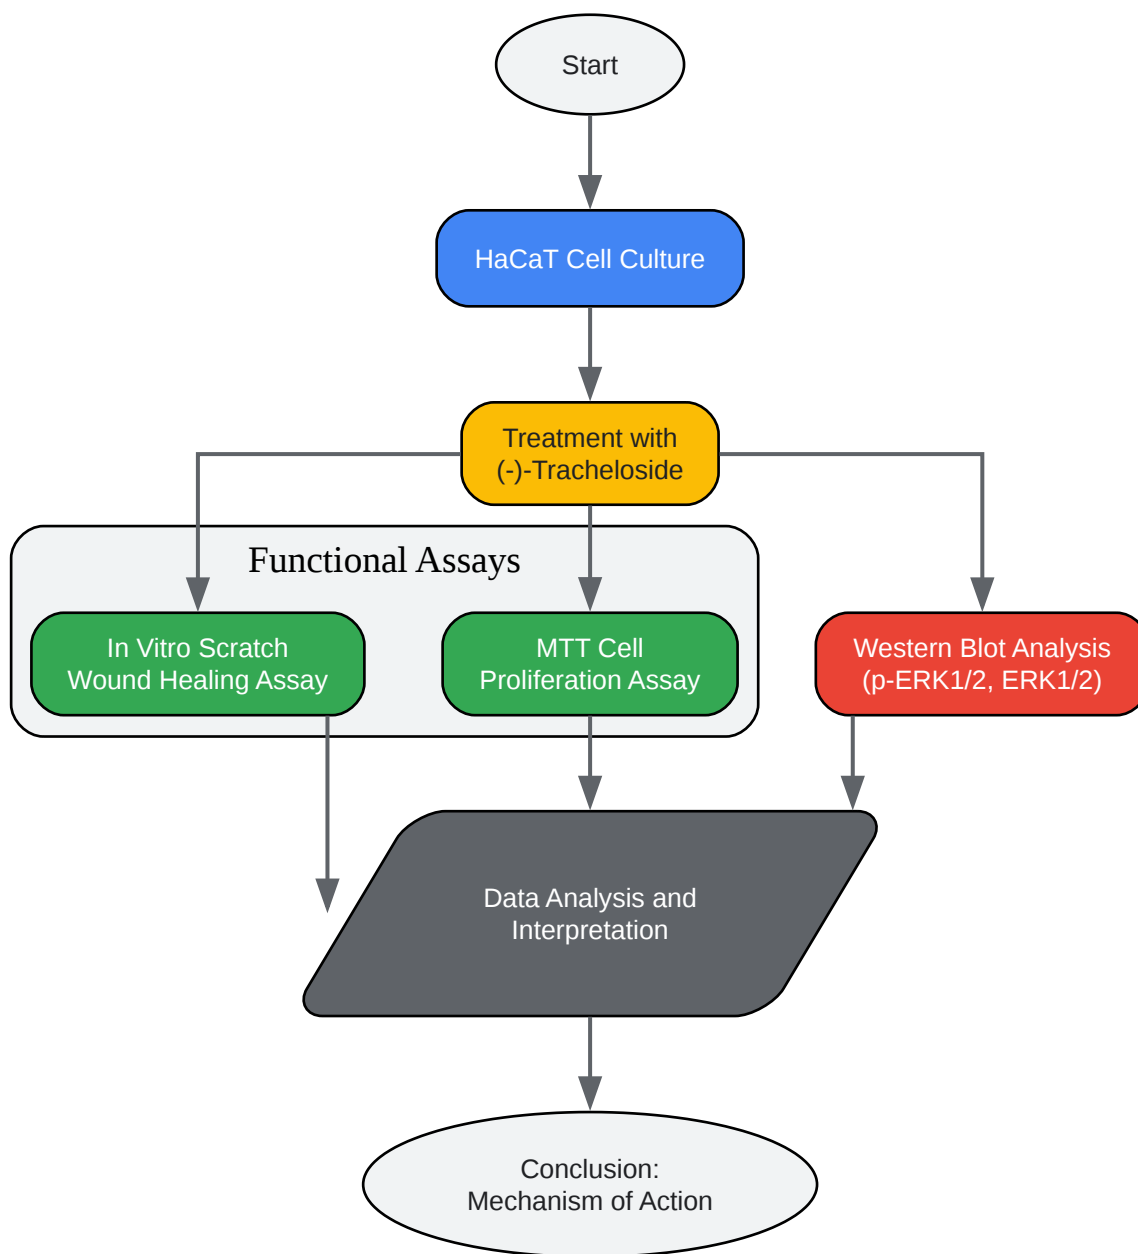 Start
HaCaT Cell Culture
Treatment with
(-)-Tracheloside
Functional Assays
In Vitro Scratch
Wound Healing Assay
MTT Cell
Proliferation Assay
Western Blot Analysis
(p-ERK1/2, ERK1/2)
Data Analysis and
Interpretation
Conclusion:
Mechanism of Action